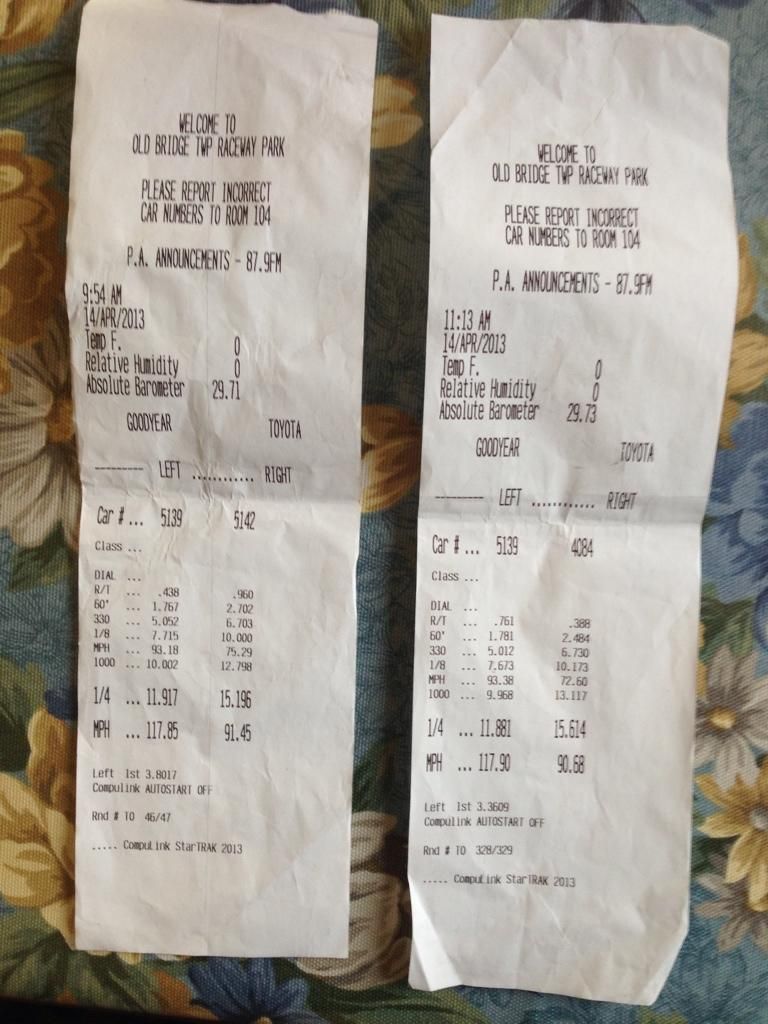 WELCOME TO
OLD BRIDGE TWP RACEWAY PARK
PLEASE REPORT INCORRECT
CAR NUMBERS TO ROOM 104
P.A. ANNOUNCEMENTS - 87.9FM
9:54 AM
14/APR/2013
Temp F. 0
Relative Humidity 0
Absolute Barometer 29.71
GOODYEAR TOYOTA
--------- LEFT ............ RIGHT
Car # ... 5139 5142
Class ...
DIAL ...
R/T ... .438 .960
60' ... 1.767 2.702
330 ... 5.052 6.703
1/8 ... 7.715 10.000
MPH ... 93.18 75.29
1000 ... 10.002 12.798
1/4 ... 11.917 15.196
MPH ... 117.85 91.45
Left 1st 3.8017
Compulink AUTOSTART OFF
Rnd # TO 46/47
..... CompuLink StarTRAK 2013
WELCOME TO
OLD BRIDGE TWP RACEWAY PARK
PLEASE REPORT INCORRECT
CAR NUMBERS TO ROOM 104
P.A. ANNOUNCEMENTS - 87.9FM
11:13 AM
14/APR/2013
Temp F. 0
Relative Humidity 0
Absolute Barometer 29.73
GOODYEAR TOYOTA
--------- LEFT ............ RIGHT
Car # ... 5139 4084
Class ...
DIAL ...
R/T ... .761 .388
60' ... 1.781 2.484
330 ... 5.012 6.730
1/8 ... 7.673 10.173
MPH ... 93.38 72.60
1000 ... 9.968 13.117
1/4 ... 11.881 15.614
MPH ... 117.90 90.68
Left 1st 3.3609
Compulink AUTOSTART OFF
Rnd # TO 328/329
..... CompuLink StarTRAK 2013